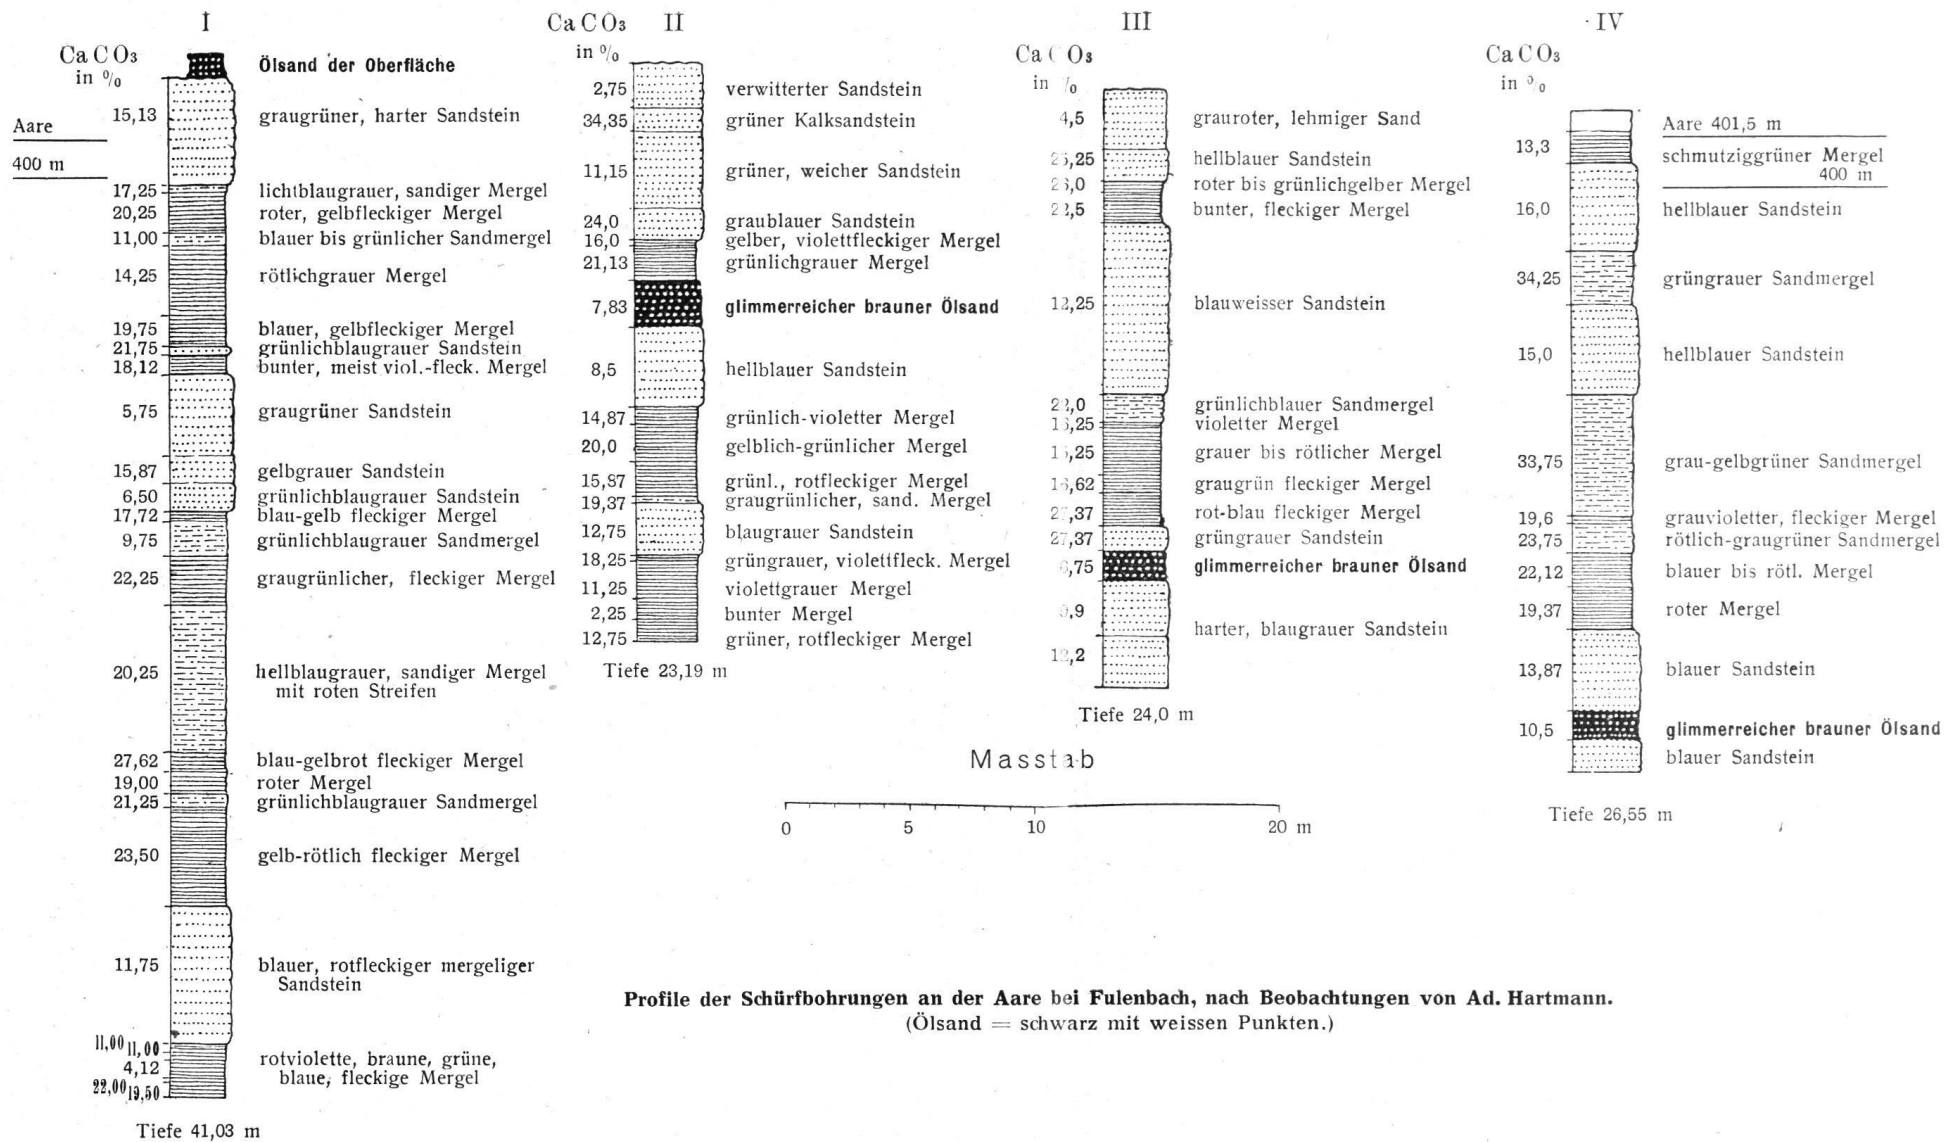 I
CaCO₃
in %
Ölsand der Oberfläche
15,13 graugrüner, harter Sandstein
Aare
400 m
17,25 lichtblaugrauer, sandiger Mergel
20,25 roter, gelbfleckiger Mergel
11,00 blauer bis grünlicher Sandmergel
14,25 rötlichgrauer Mergel
19,75 blauer, gelbfleckiger Mergel
21,75 grünlichblaugrauer Sandstein
18,12 bunter, meist viol.-fleck. Mergel
5,75 graugrüner Sandstein
15,87 gelbgrauer Sandstein
6,50 grünlichblaugrauer Sandstein
17,72 blau-gelb fleckiger Mergel
9,75 grünlichblaugrauer Sandmergel
22,25 graugrünlicher, fleckiger Mergel
20,25 hellblaugrauer, sandiger Mergel
mit roten Streifen
27,62 blau-gelbrot fleckiger Mergel
19,00 roter Mergel
21,25 grünlichblaugrauer Sandmergel
23,50 gelb-rötlich fleckiger Mergel
11,75 blauer, rotfleckiger mergeliger
Sandstein
11,00 11,00
4,12 rotviolette, braune, grüne,
22,00 19,50 blaue, fleckige Mergel
Tiefe 41,03 m
CaCO₃ II
in %
2,75 verwitterter Sandstein
34,35 grüner Kalksandstein
11,15 grüner, weicher Sandstein
24,0 graublauer Sandstein
16,0 gelber, violettfleckiger Mergel
21,13 grünlichgrauer Mergel
7,83 glimmerreicher brauner Ölsand
8,5 hellblauer Sandstein
14,87 grünlich-violetter Mergel
20,0 gelblich-grünlicher Mergel
15,87 grünl., rotfleckiger Mergel
19,37 graugrünlicher, sand. Mergel
12,75 blaugrauer Sandstein
18,25 grüngrauer, violettfleck. Mergel
11,25 violettgrauer Mergel
2,25 bunter Mergel
12,75 grüner, rotfleckiger Mergel
Tiefe 23,19 m
III
Ca C O₃
in %
4,5 grauroter, lehmiger Sand
hellblauer Sandstein
roter bis grünlichgelber Mergel
22,5 bunter, fleckiger Mergel
12,25 blauweisser Sandstein
22,0 grünlichblauer Sandmergel
violetter Mergel
grauer bis rötlicher Mergel
graugrün fleckiger Mergel
rot-blau fleckiger Mergel
27,37 grüngrauer Sandstein
glimmerreicher brauner Ölsand
harter, blaugrauer Sandstein
12,2
Tiefe 24,0 m
IV
CaCO₃
in %
Aare 401,5 m
13,3 schmutziggrüner Mergel
400 m
16,0 hellblauer Sandstein
34,25 grüngrauer Sandmergel
15,0 hellblauer Sandstein
33,75 grau-gelbgrüner Sandmergel
19,6 grauvioletter, fleckiger Mergel
23,75 rötlich-graugrüner Sandmergel
22,12 blauer bis rötl. Mergel
19,37 roter Mergel
13,87 blauer Sandstein
10,5 glimmerreicher brauner Ölsand
blauer Sandstein
Tiefe 26,55 m
Masstab
0 5 10 20 m
Profile der Schürfbohrungen an der Aare bei Fulenbach, nach Beobachtungen von Ad. Hartmann.
(Ölsand = schwarz mit weissen Punkten.)